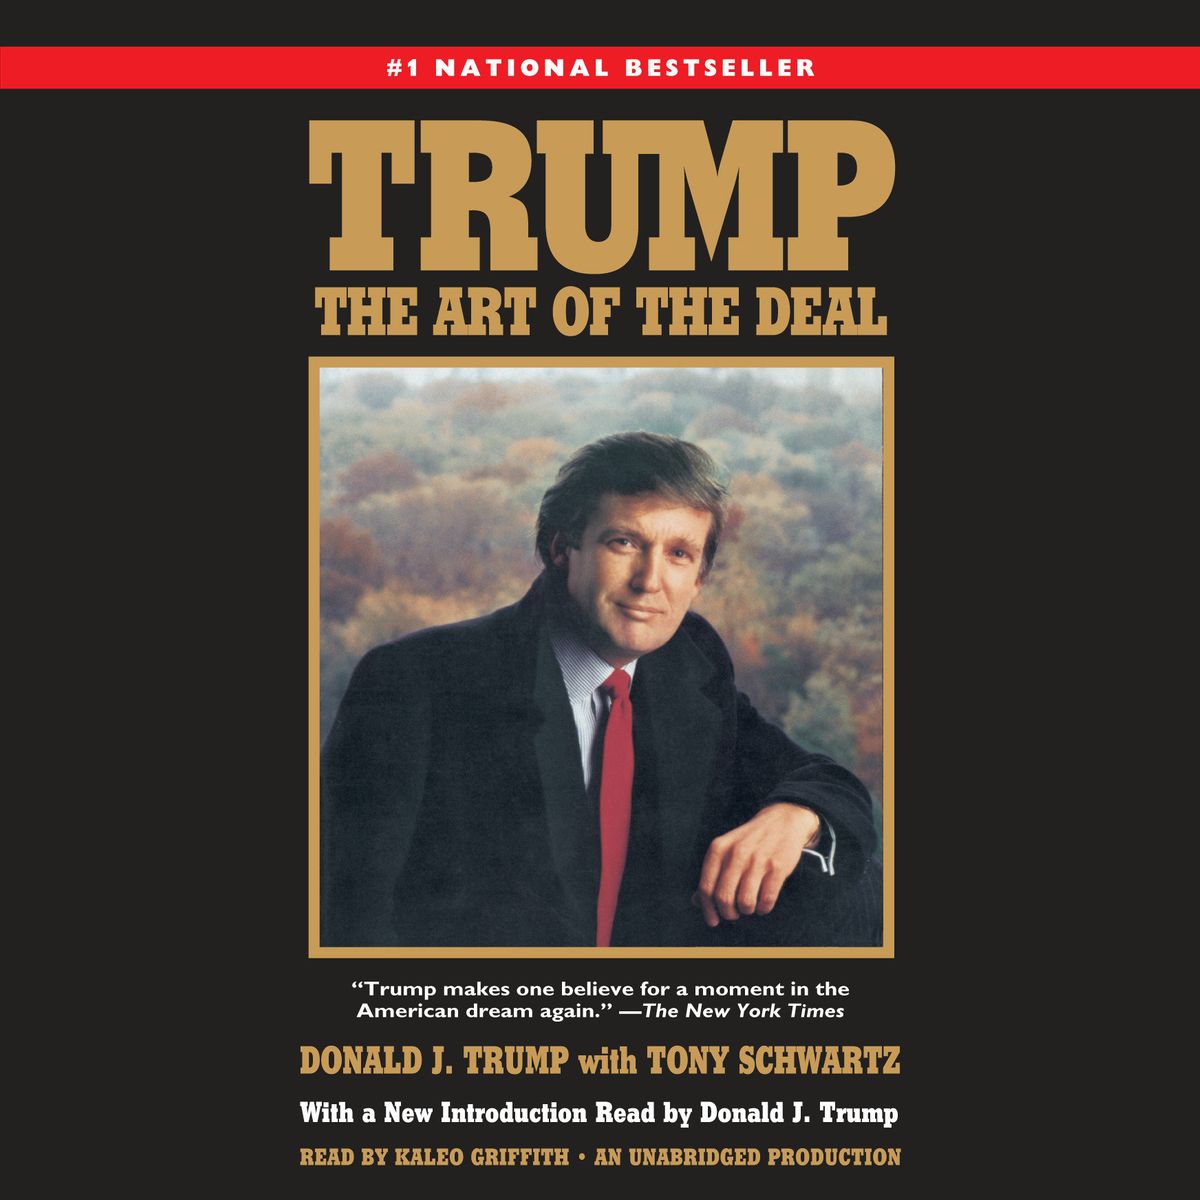 #1 NATIONAL BESTSELLER
TRUMP
THE ART OF THE DEAL
“Trump makes one believe for a moment in the
American dream again.” —The New York Times
DONALD J. TRUMP with TONY SCHWARTZ
With a New Introduction Read by Donald J. Trump
READ BY KALEO GRIFFITH • AN UNABRIDGED PRODUCTION